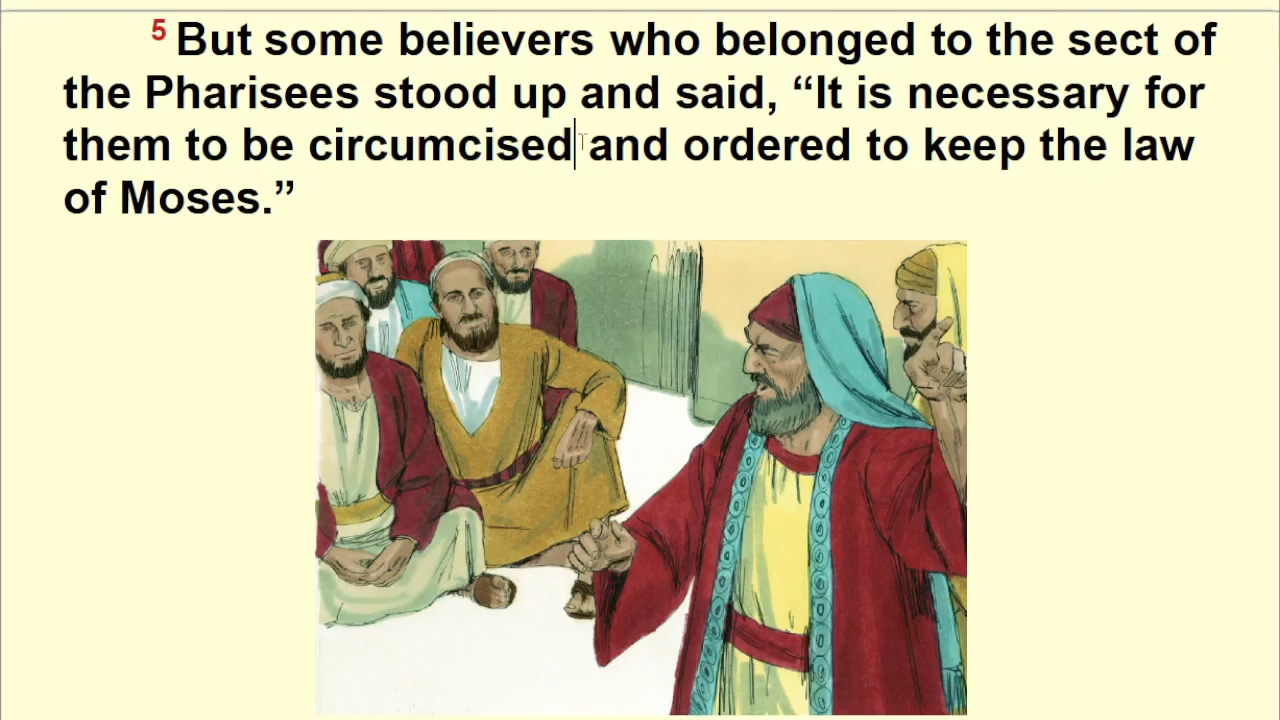 5 But some believers who belonged to the sect of
the Pharisees stood up and said, “It is necessary for
them to be circumcised and ordered to keep the law
of Moses.”